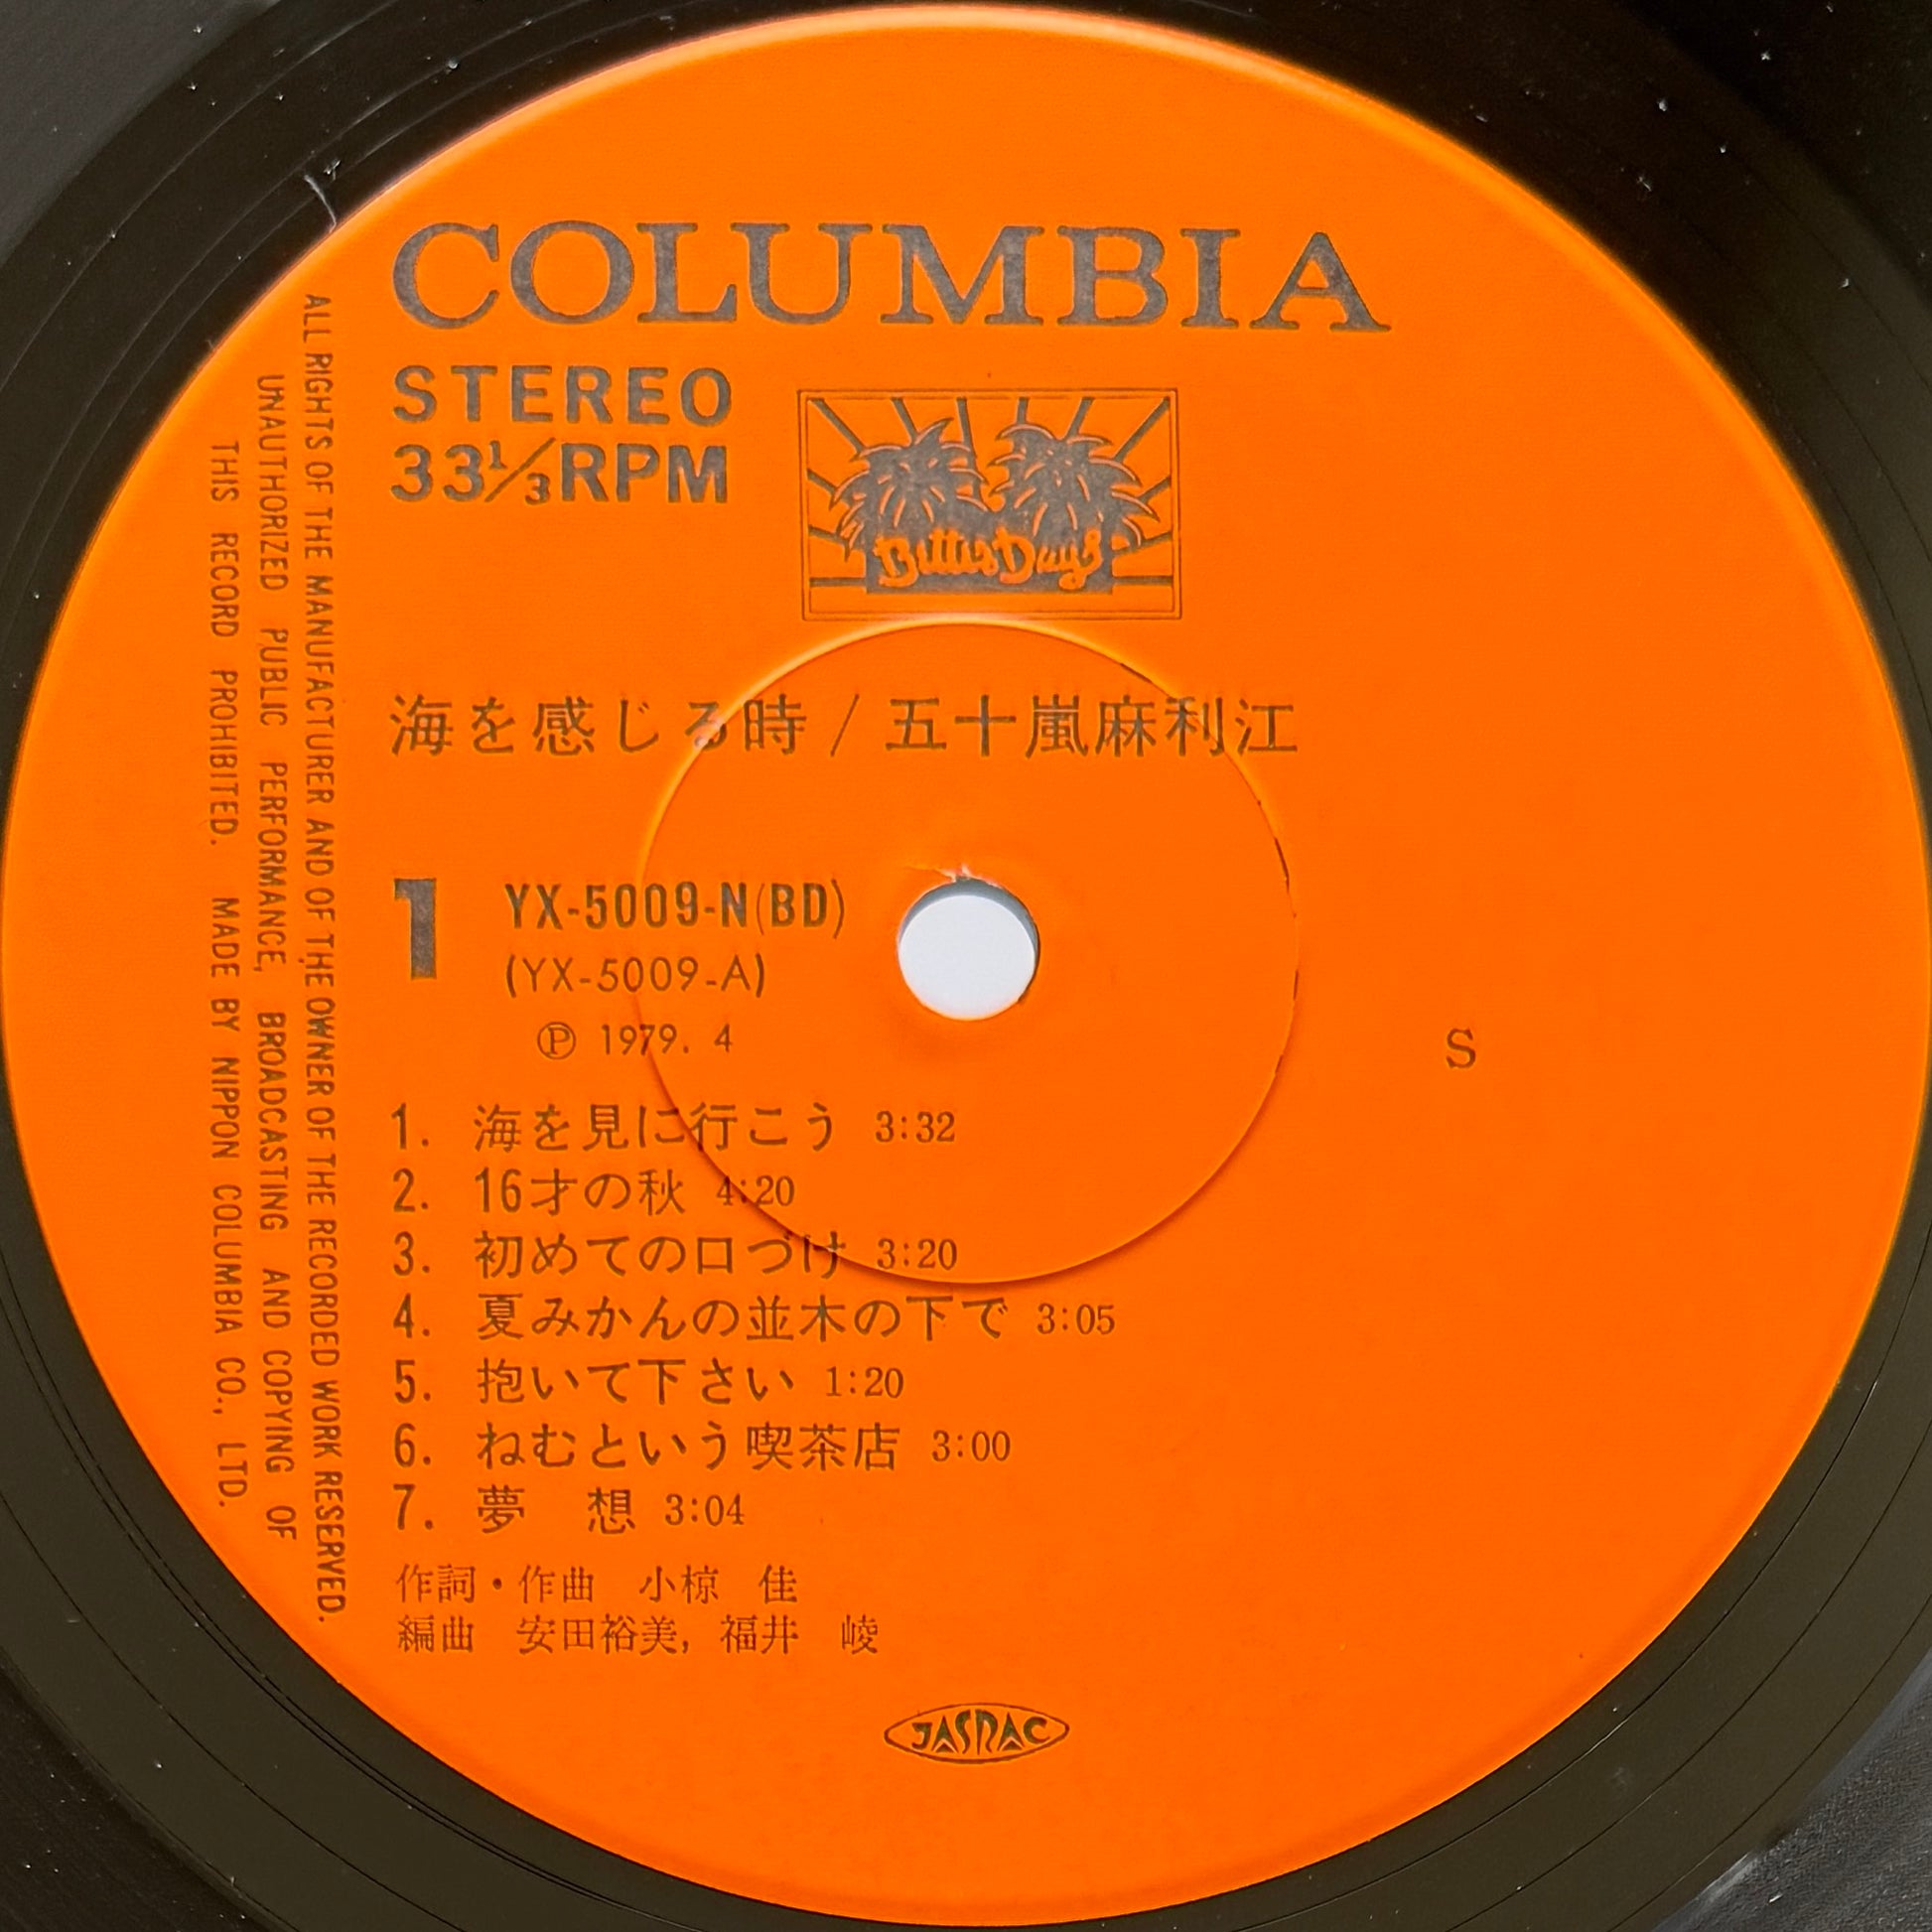 COLUMBIA
STEREO
33⅓RPM
Better Days
海を感じる時 / 五十嵐麻利江
1
YX-5009-N(BD)
(YX-5009-A)
Ⓟ 1979. 4
S
1. 海を見に行こう 3:32
2. 16才の秋 4:20
3. 初めての口づけ 3:20
4. 夏みかんの並木の下で 3:05
5. 抱いて下さい 1:20
6. ねむという喫茶店 3:00
7. 夢　想 3:04
作詞・作曲　小椋　佳
編曲　安田裕美, 福井　崚
JASRAC
ALL RIGHTS OF THE MANUFACTURER AND OF THE OWNER OF THE RECORDED WORK RESERVED.
UNAUTHORIZED PUBLIC PERFORMANCE, BROADCASTING AND COPYING OF
THIS RECORD PROHIBITED. MADE BY NIPPON COLUMBIA CO., LTD.